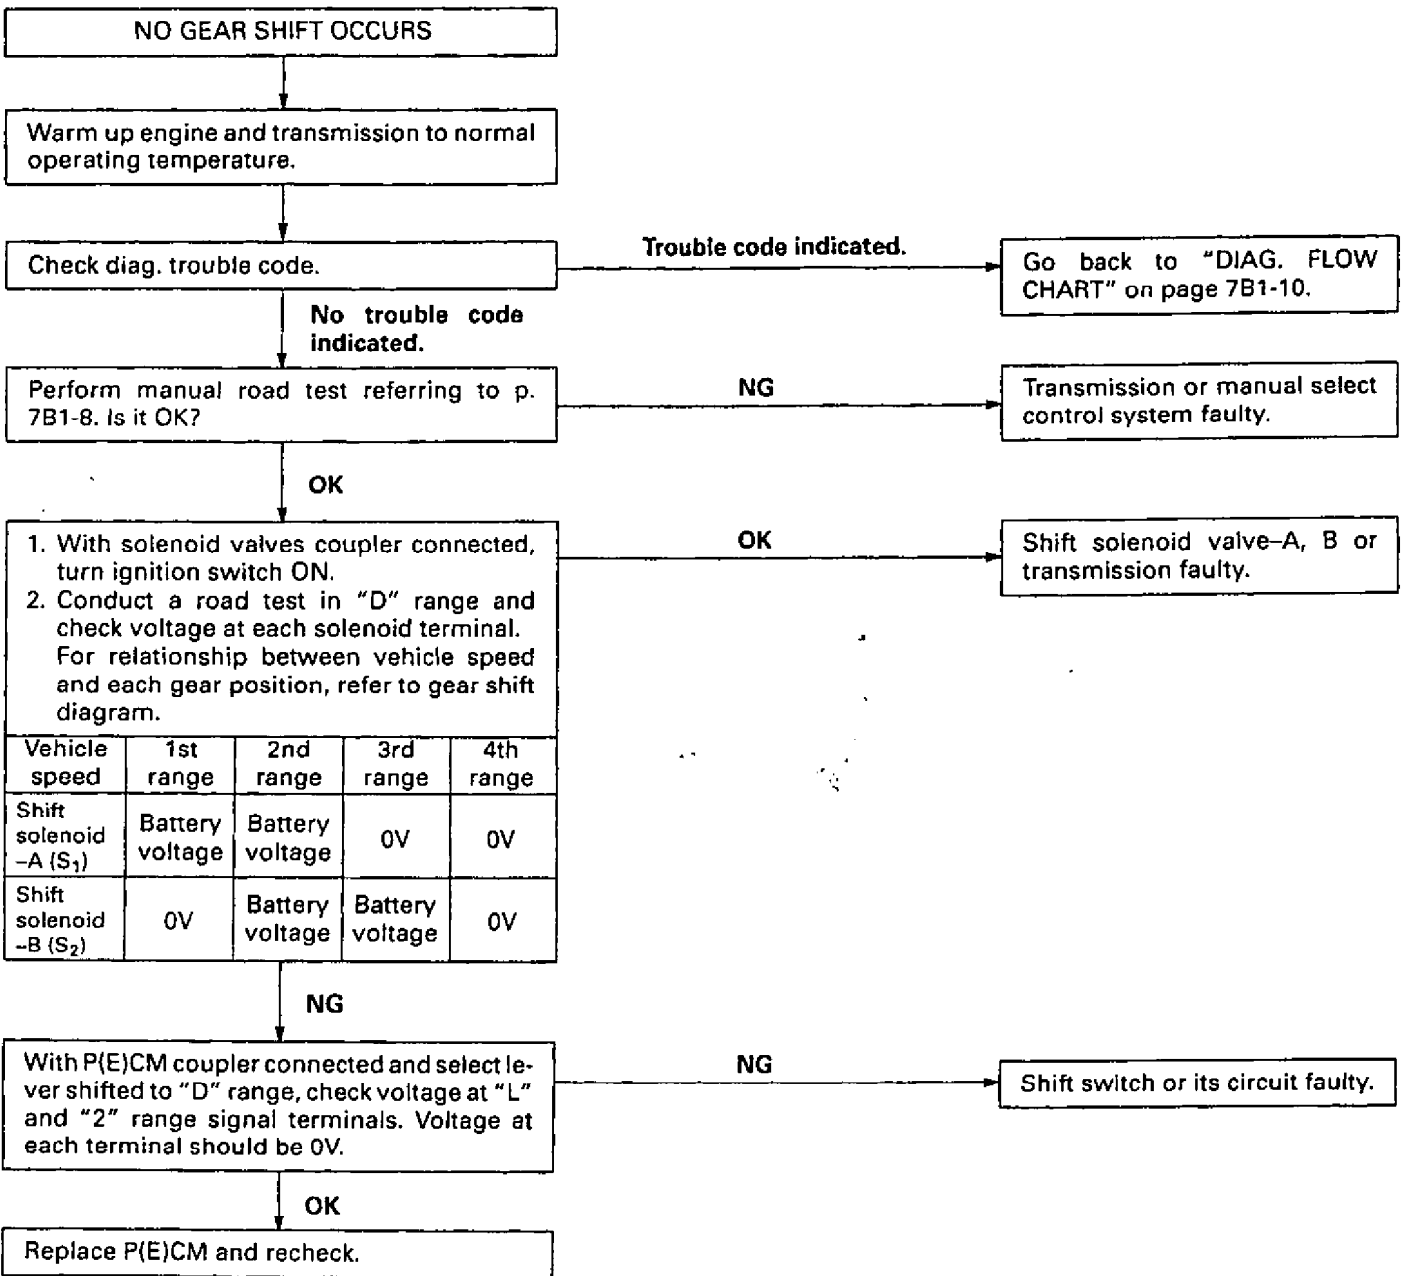 NO GEAR SHIFT OCCURS
Warm up engine and transmission to normal
operating temperature.
Check diag. trouble code.
Trouble code indicated.
Go back to "DIAG. FLOW
CHART" on page 7B1-10.
No trouble code
indicated.
Perform manual road test referring to p.
7B1-8. Is it OK?
NG
Transmission or manual select
control system faulty.
OK
1. With solenoid valves coupler connected,
turn ignition switch ON.
2. Conduct a road test in "D" range and
check voltage at each solenoid terminal.
For relationship between vehicle speed
and each gear position, refer to gear shift
diagram.
OK
Shift solenoid valve–A, B or
transmission faulty.
Vehicle speed | 1st range | 2nd range | 3rd range | 4th range
Shift solenoid –A (S₁) | Battery voltage | Battery voltage | 0V | 0V
Shift solenoid –B (S₂) | 0V | Battery voltage | Battery voltage | 0V
NG
With P(E)CM coupler connected and select le-
ver shifted to "D" range, check voltage at "L"
and "2" range signal terminals. Voltage at
each terminal should be 0V.
NG
Shift switch or its circuit faulty.
OK
Replace P(E)CM and recheck.